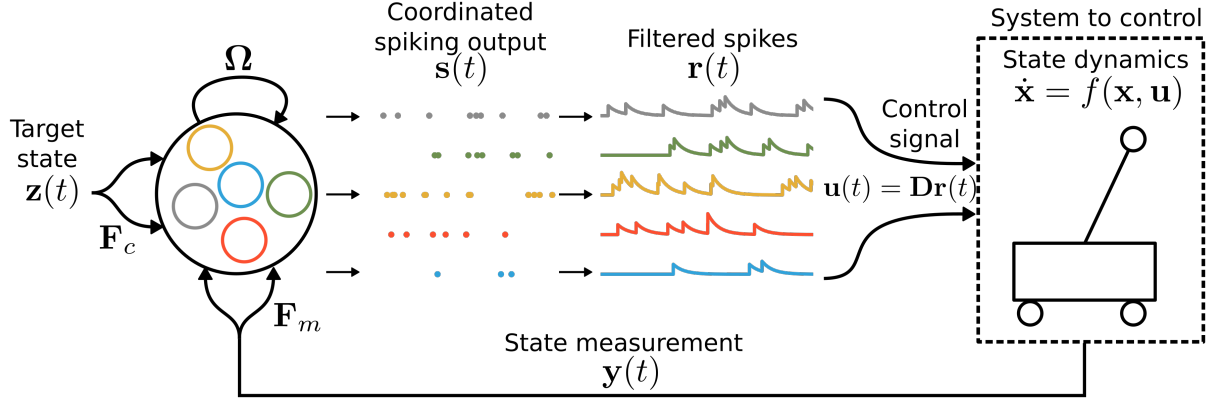 Coordinated
spiking output
𝐬(t)
Filtered spikes
𝐫(t)
System to control
State dynamics
𝐱̇ = f(𝐱, 𝐮)
𝛀
Target
state
𝐳(t)
𝐅_c
𝐅_m
Control
signal
𝐮(t) = 𝐃𝐫(t)
State measurement
𝐲(t)